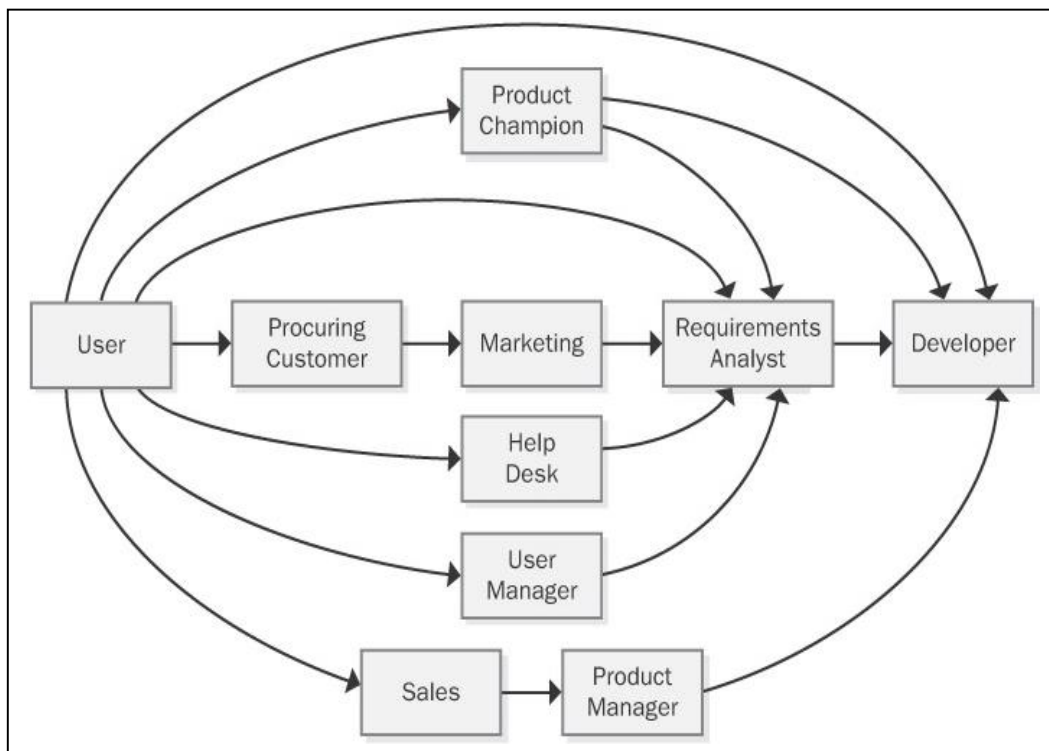 Product
Champion
User
Procuring
Customer
Marketing
Requirements
Analyst
Developer
Help
Desk
User
Manager
Sales
Product
Manager